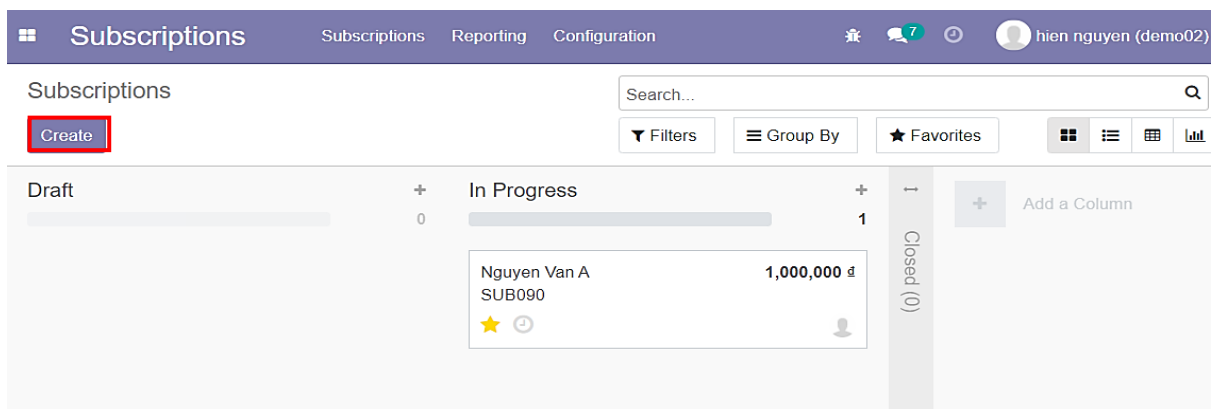 Subscriptions Subscriptions Reporting Configuration 7 hien nguyen (demo02)
Subscriptions
Search...
Create
Filters Group By Favorites
Draft
0
In Progress
1
Nguyen Van A 1,000,000 ₫
SUB090
Closed (0)
Add a Column